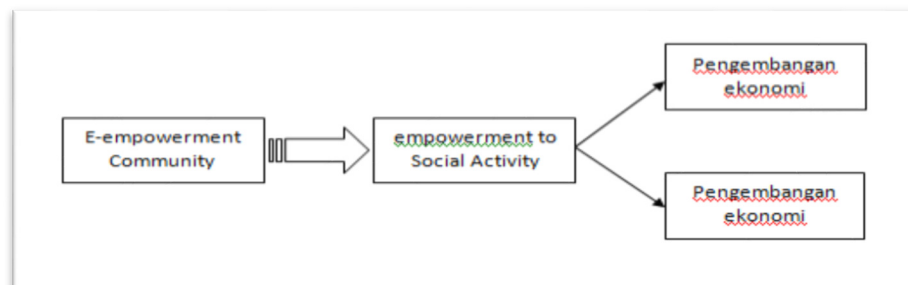 E-empowerment
Community
empowerment to
Social Activity
Pengembangan
ekonomi
Pengembangan
ekonomi